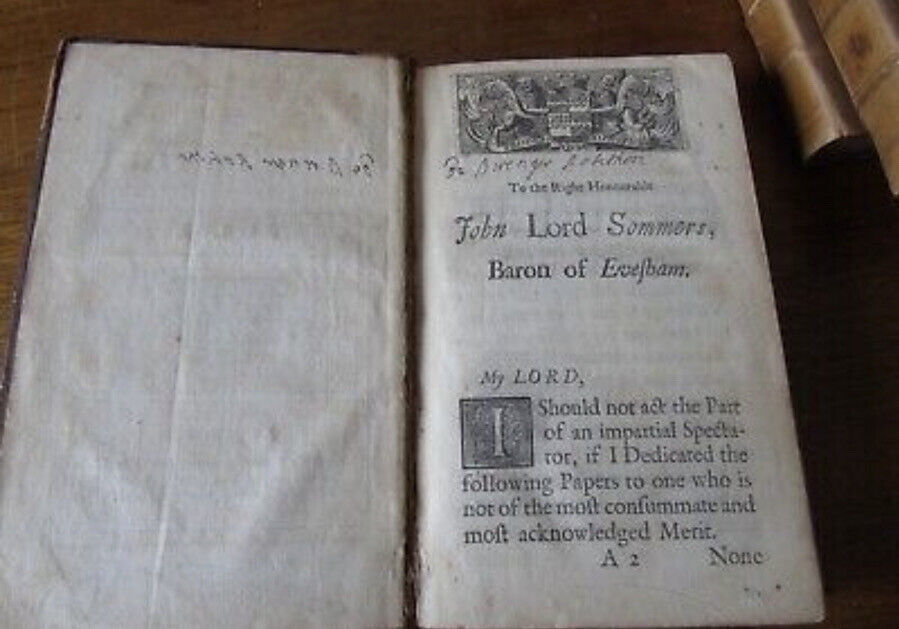 To the Right Honourable
John Lord Sommers,
Baron of Eveſham.
My LORD,
I Should not act the Part
of an impartial Specta-
tor, if I Dedicated the
following Papers to one who is
not of the moſt conſummate and
moſt acknowledged Merit.
A 2 None